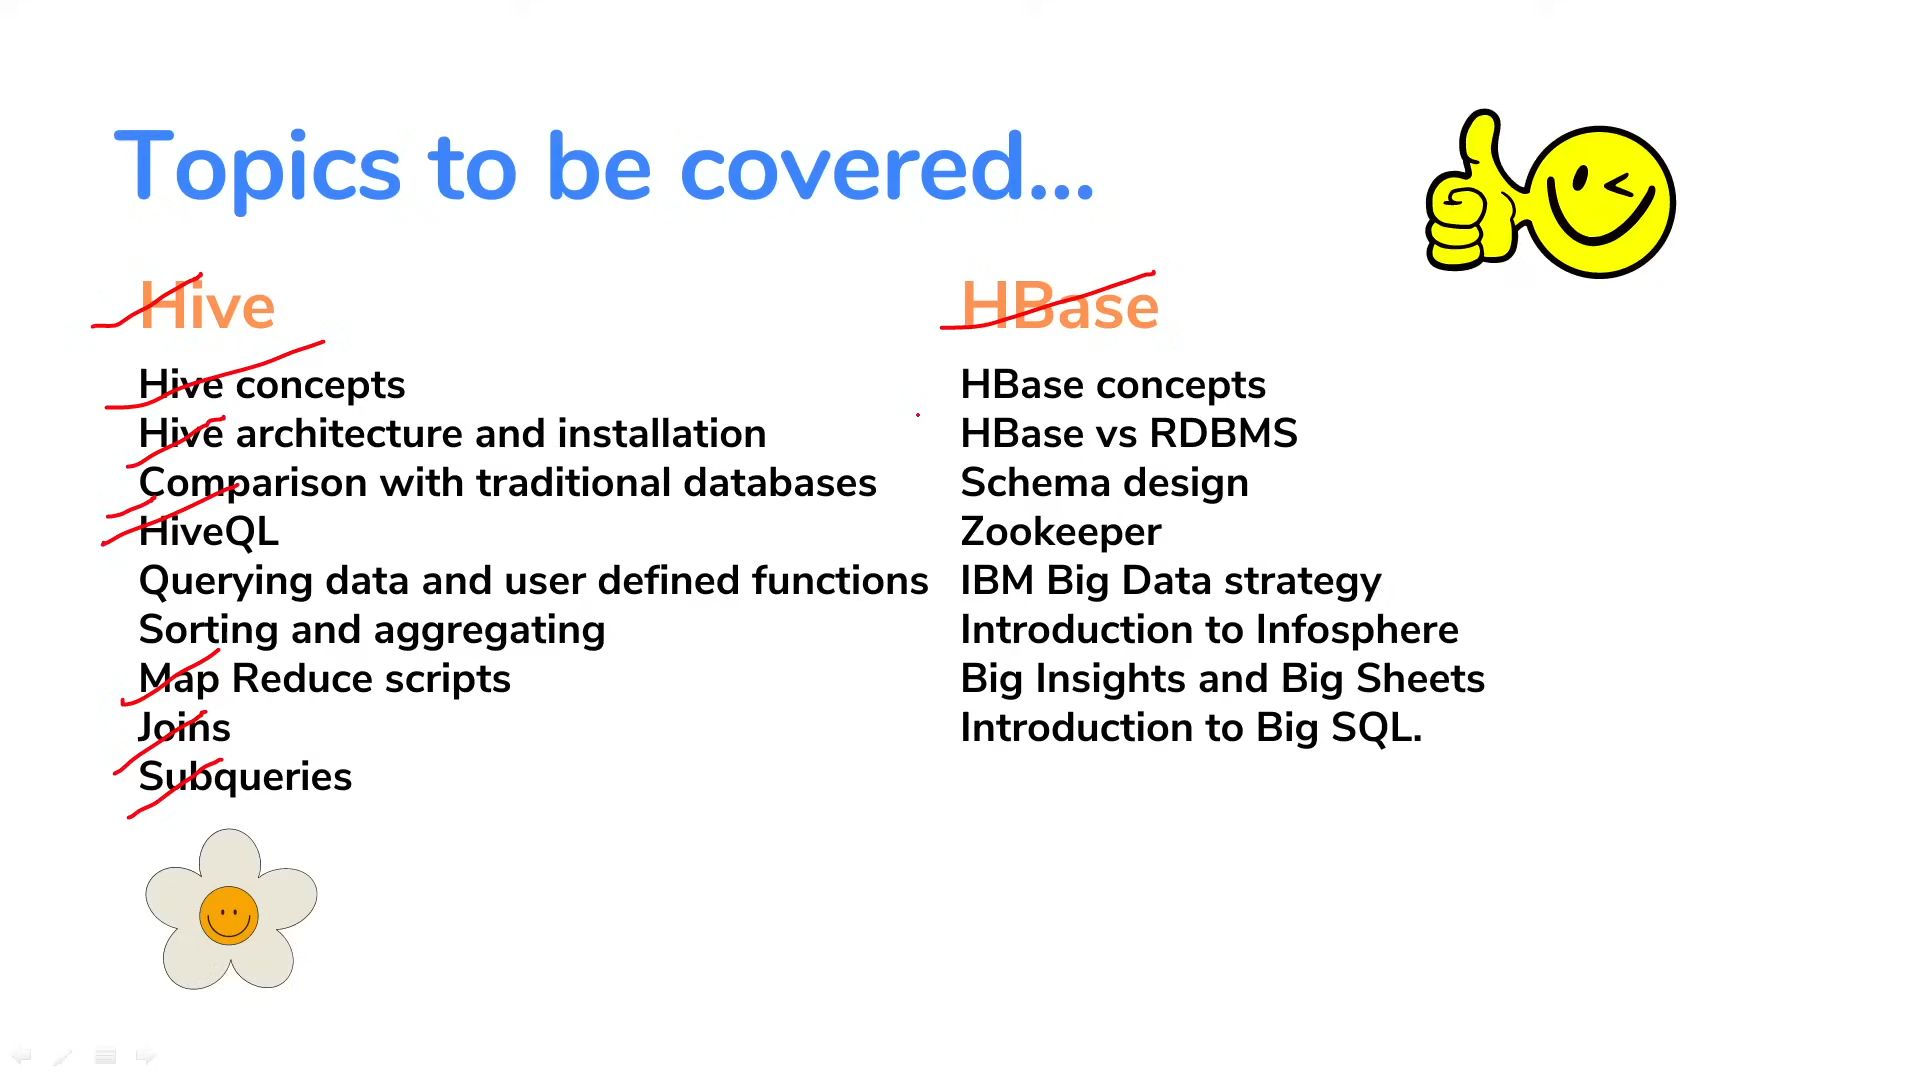 Topics to be covered...
Hive
Hive concepts
Hive architecture and installation
Comparison with traditional databases
HiveQL
Querying data and user defined functions
Sorting and aggregating
Map Reduce scripts
Joins
Subqueries
HBase
HBase concepts
HBase vs RDBMS
Schema design
Zookeeper
IBM Big Data strategy
Introduction to Infosphere
Big Insights and Big Sheets
Introduction to Big SQL.